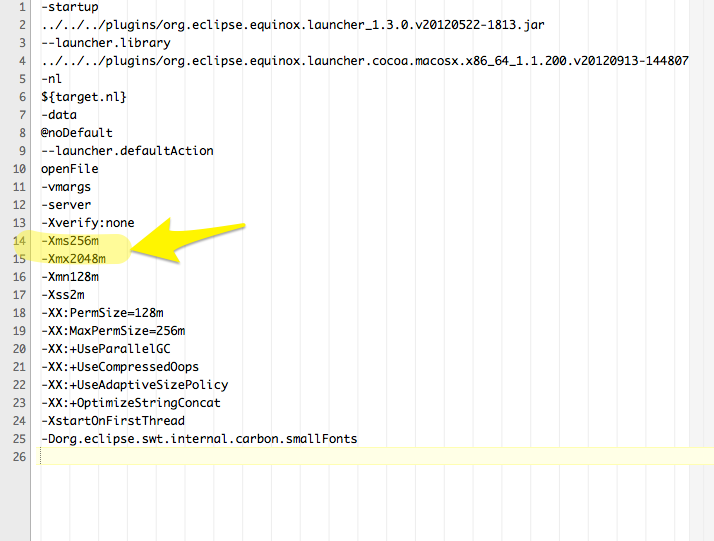 1 -startup
2 ../../../plugins/org.eclipse.equinox.launcher_1.3.0.v20120522-1813.jar
3 --launcher.library
4 ../../../plugins/org.eclipse.equinox.launcher.cocoa.macosx.x86_64_1.1.200.v20120913-144807
5 -nl
6 ${target.nl}
7 -data
8 @noDefault
9 --launcher.defaultAction
10 openFile
11 -vmargs
12 -server
13 -Xverify:none
14 -Xms256m
15 -Xmx2048m
16 -Xmn128m
17 -Xss2m
18 -XX:PermSize=128m
19 -XX:MaxPermSize=256m
20 -XX:+UseParallelGC
21 -XX:+UseCompressedOops
22 -XX:+UseAdaptiveSizePolicy
23 -XX:+OptimizeStringConcat
24 -XstartOnFirstThread
25 -Dorg.eclipse.swt.internal.carbon.smallFonts
26